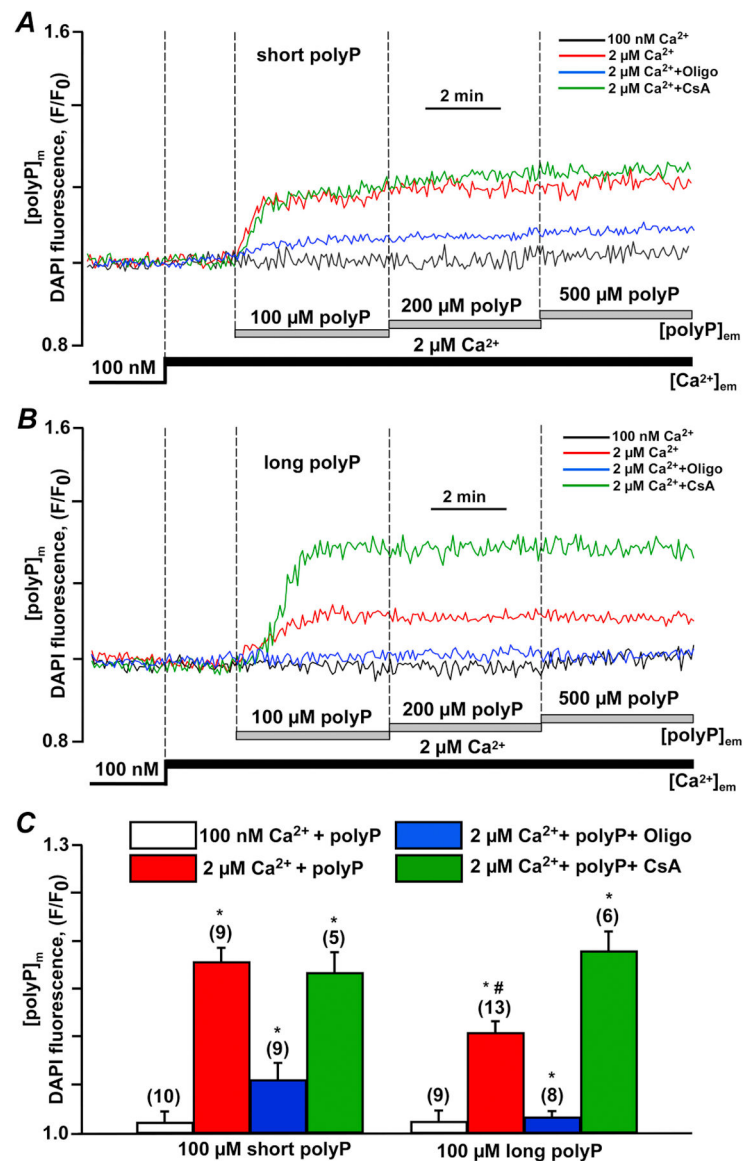 A
1.6
short polyP
100 nM Ca²⁺
2 µM Ca²⁺
2 µM Ca²⁺+Oligo
2 µM Ca²⁺+CsA
2 min
[polyP]m
DAPI fluorescence, (F/F₀)
100 µM polyP
200 µM polyP
500 µM polyP
[polyP]em
0.8
2 µM Ca²⁺
100 nM
[Ca²⁺]em
B
1.6
long polyP
100 nM Ca²⁺
2 µM Ca²⁺
2 µM Ca²⁺+Oligo
2 µM Ca²⁺+CsA
2 min
[polyP]m
DAPI fluorescence, (F/F₀)
100 µM polyP
200 µM polyP
500 µM polyP
[polyP]em
0.8
2 µM Ca²⁺
100 nM
[Ca²⁺]em
C
1.3
100 nM Ca²⁺ + polyP
2 µM Ca²⁺+ polyP+ Oligo
2 µM Ca²⁺ + polyP
2 µM Ca²⁺+ polyP+ CsA
[polyP]m
DAPI fluorescence, (F/F₀)
(10)
*
(9)
*
(9)
*
(5)
(9)
* #
(13)
*
(8)
*
(6)
1.0
100 µM short polyP
100 µM long polyP